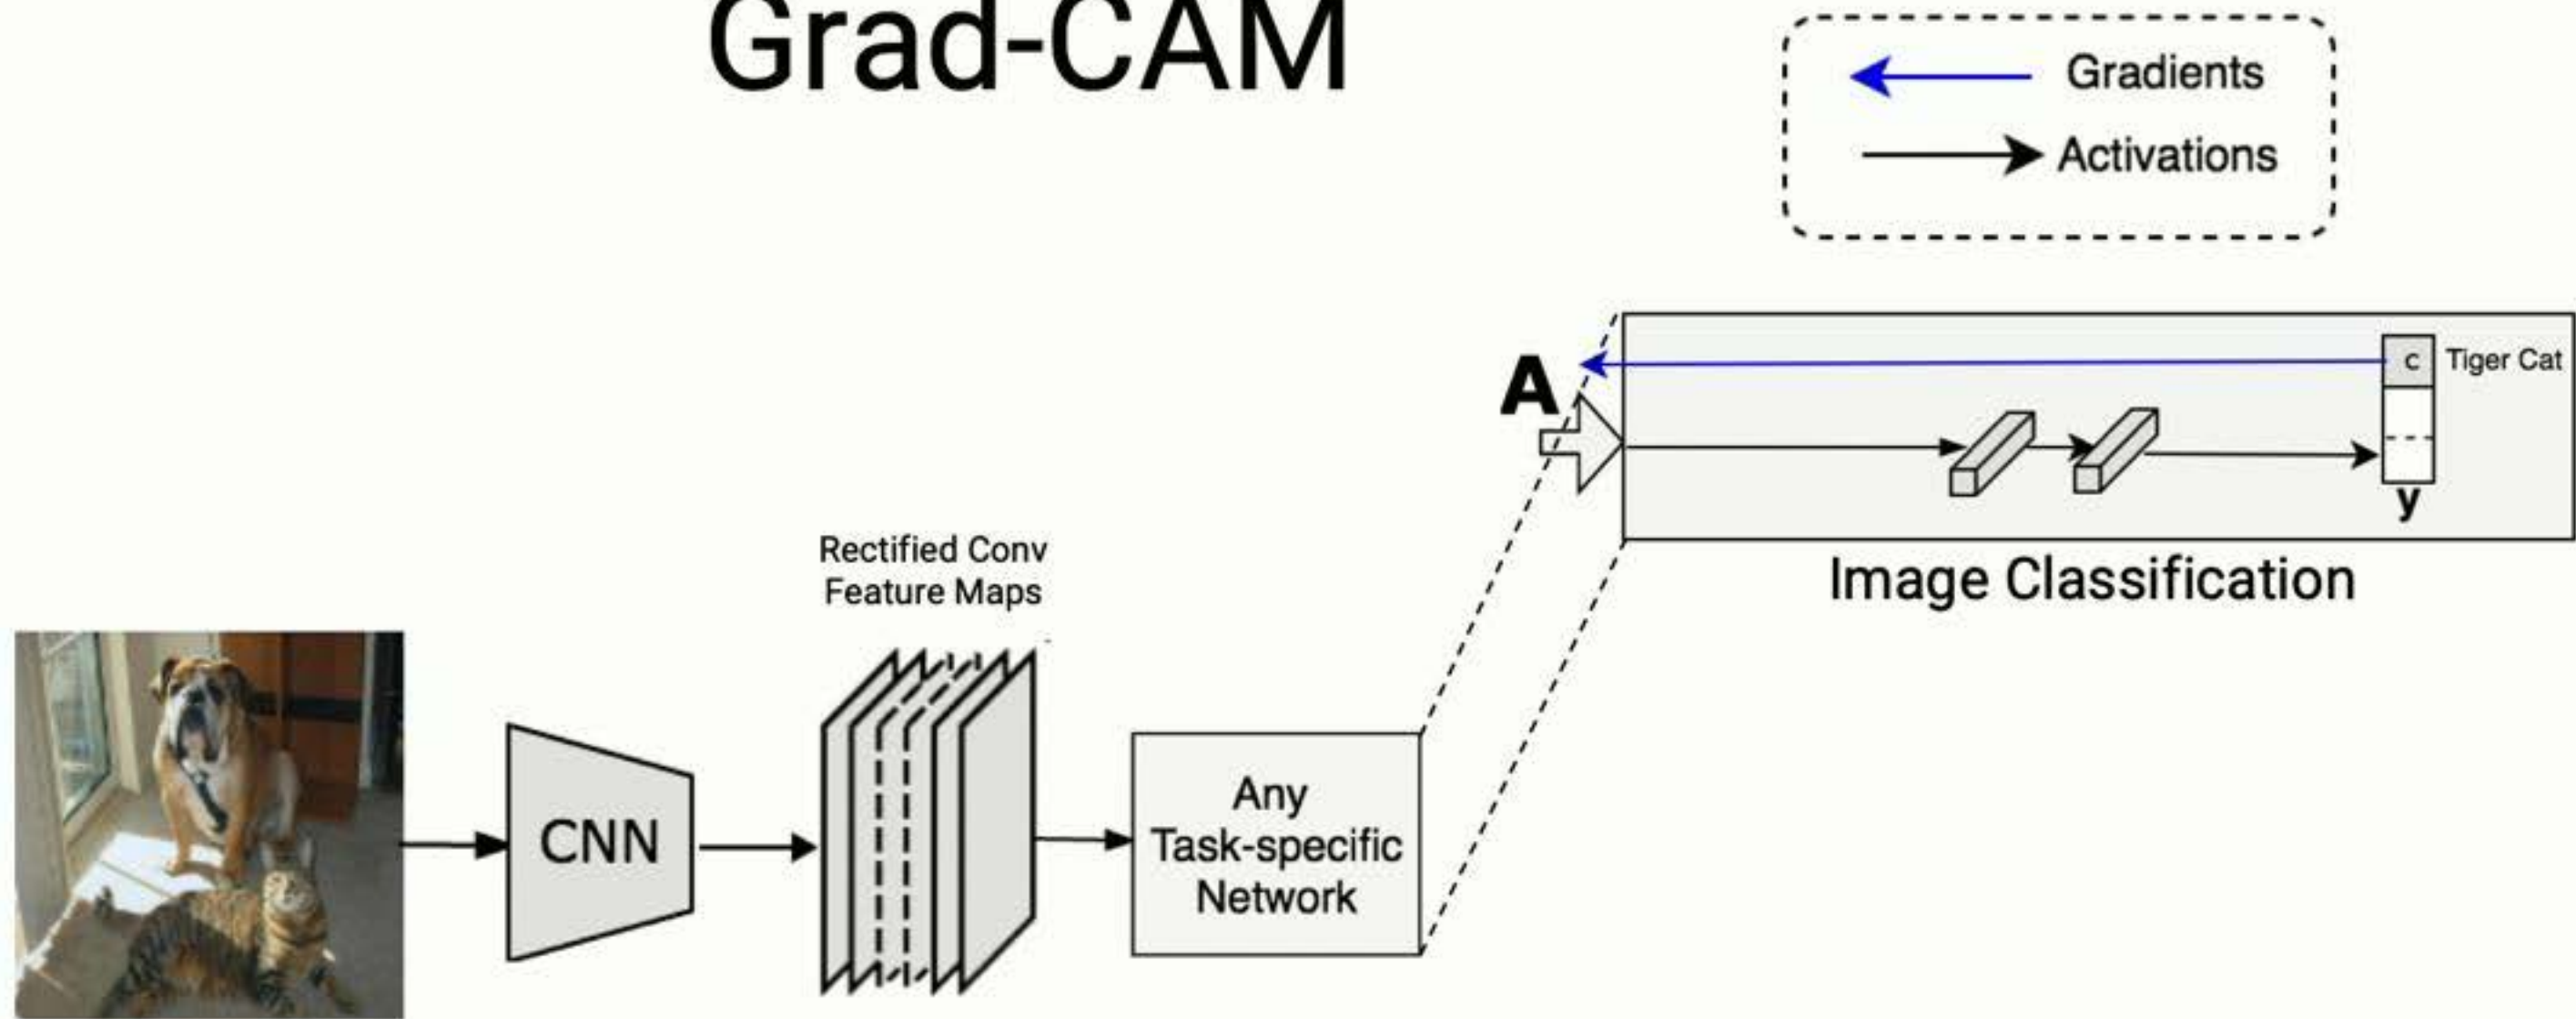 Grad-CAM
Gradients
Activations
A
c
Tiger Cat
y
Image Classification
Rectified Conv
Feature Maps
CNN
Any
Task-specific
Network